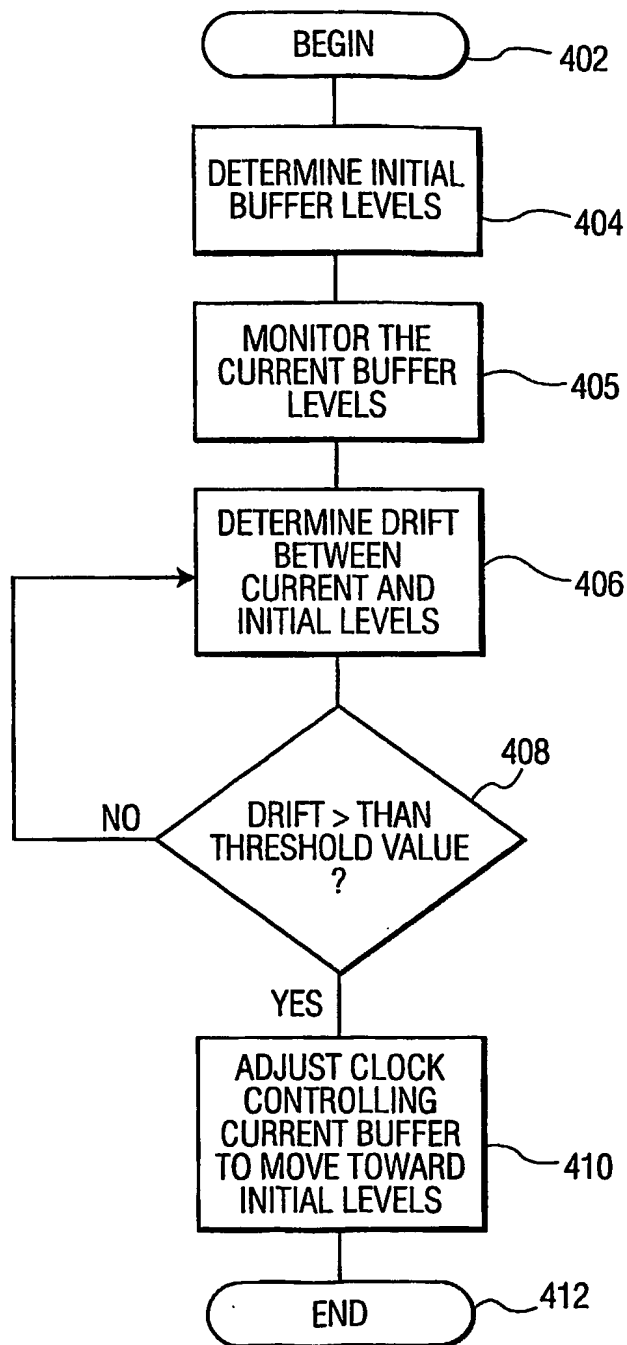 BEGIN
402
DETERMINE INITIAL
BUFFER LEVELS
404
MONITOR THE
CURRENT BUFFER
LEVELS
405
DETERMINE DRIFT
BETWEEN
CURRENT AND
INITIAL LEVELS
406
408
DRIFT > THAN
THRESHOLD VALUE
?
NO
YES
ADJUST CLOCK
CONTROLLING
CURRENT BUFFER
TO MOVE TOWARD
INITIAL LEVELS
410
END
412